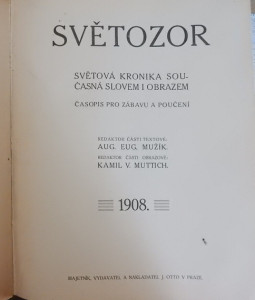 SVĚTOZOR
SVĚTOVÁ KRONIKA SOU-
ČASNÁ SLOVEM I OBRAZEM
ČASOPIS PRO ZÁBAVU A POUČENÍ
REDAKTOR ČÁSTI TEXTOVÉ:
AUG. EUG. MUŽÍK.
REDAKTOR ČÁSTI OBRAZOVÉ:
KAMIL V. MUTTICH.
1908.
MAJITEL, VYDAVATEL A NAKLADATEL J. OTTO V PRAZE.